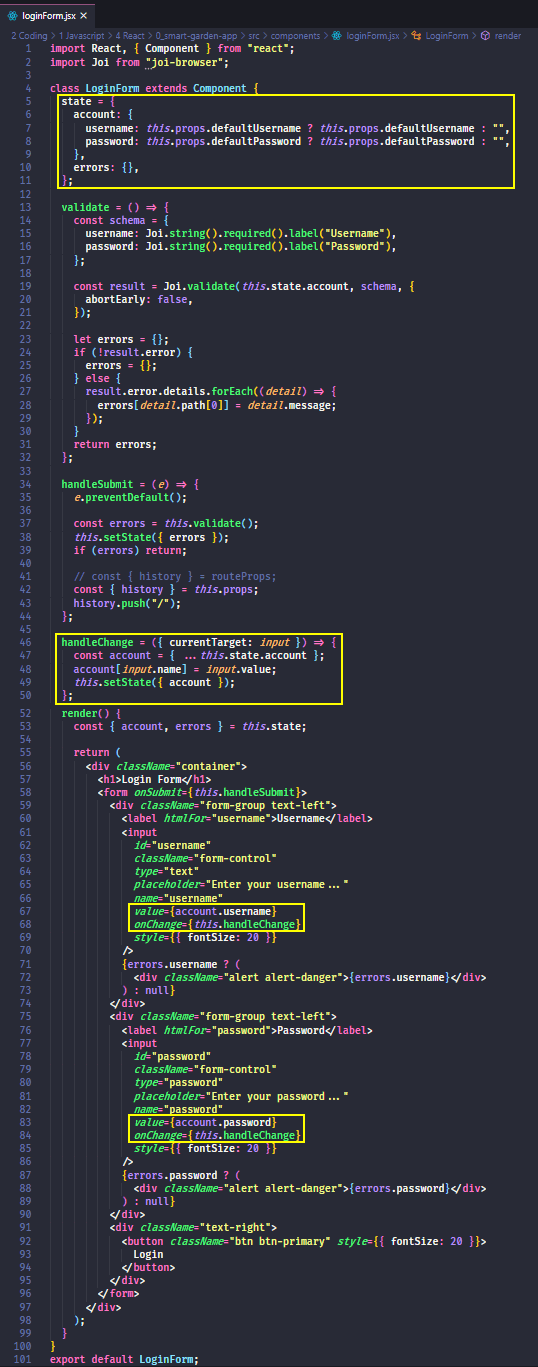 loginForm.jsx ×
2 Coding > 1 Javascript > 4 React > 0_smart-garden-app > src > components > loginForm.jsx > LoginForm > render
1 import React, { Component } from "react";
2 import Joi from "joi-browser";
3
4 class LoginForm extends Component {
5 state = {
6 account: {
7 username: this.props.defaultUsername ? this.props.defaultUsername : "",
8 password: this.props.defaultPassword ? this.props.defaultPassword : "",
9 },
10 errors: {},
11 };
12
13 validate = () => {
14 const schema = {
15 username: Joi.string().required().label("Username"),
16 password: Joi.string().required().label("Password"),
17 };
18
19 const result = Joi.validate(this.state.account, schema, {
20 abortEarly: false,
21 });
22
23 let errors = {};
24 if (!result.error) {
25 errors = {};
26 } else {
27 result.error.details.forEach((detail) => {
28 errors[detail.path[0]] = detail.message;
29 });
30 }
31 return errors;
32 };
33
34 handleSubmit = (e) => {
35 e.preventDefault();
36
37 const errors = this.validate();
38 this.setState({ errors });
39 if (errors) return;
40
41 // const { history } = routeProps;
42 const { history } = this.props;
43 history.push("/");
44 };
45
46 handleChange = ({ currentTarget: input }) => {
47 const account = { ...this.state.account };
48 account[input.name] = input.value;
49 this.setState({ account });
50 };
52 render() {
53 const { account, errors } = this.state;
54
55 return (
56 <div className="container">
57 <h1>Login Form</h1>
58 <form onSubmit={this.handleSubmit}>
59 <div className="form-group text-left">
60 <label htmlFor="username">Username</label>
61 <input
62 id="username"
63 className="form-control"
64 type="text"
65 placeholder="Enter your username..."
66 name="username"
67 value={account.username}
68 onChange={this.handleChange}
69 style={{ fontSize: 20 }}
70 />
71 {errors.username ? (
72 <div className="alert alert-danger">{errors.username}</div>
73 ) : null}
74 </div>
75 <div className="form-group text-left">
76 <label htmlFor="password">Password</label>
77 <input
78 id="password"
79 className="form-control"
80 type="password"
81 placeholder="Enter your password..."
82 name="password"
83 value={account.password}
84 onChange={this.handleChange}
85 style={{ fontSize: 20 }}
86 />
87 {errors.password ? (
88 <div className="alert alert-danger">{errors.password}</div>
89 ) : null}
90 </div>
91 <div className="text-right">
92 <button className="btn btn-primary" style={{ fontSize: 20 }}>
93 Login
94 </button>
95 </div>
96 </form>
97 </div>
98 );
99 }
100 }
101 export default LoginForm;